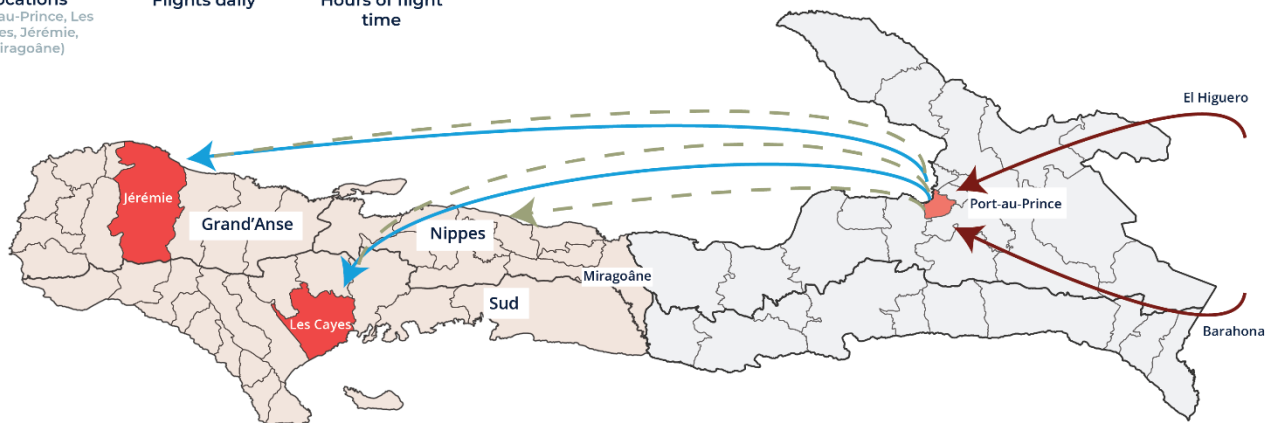 Flights daily
Hours of flight
time
au-Prince, Les
Jérémie,
El Higuero
Jérémie
Port-au-Prince
Grand’Anse
Nippes
Miragoâne
Sud
Les Cayes
Barahona